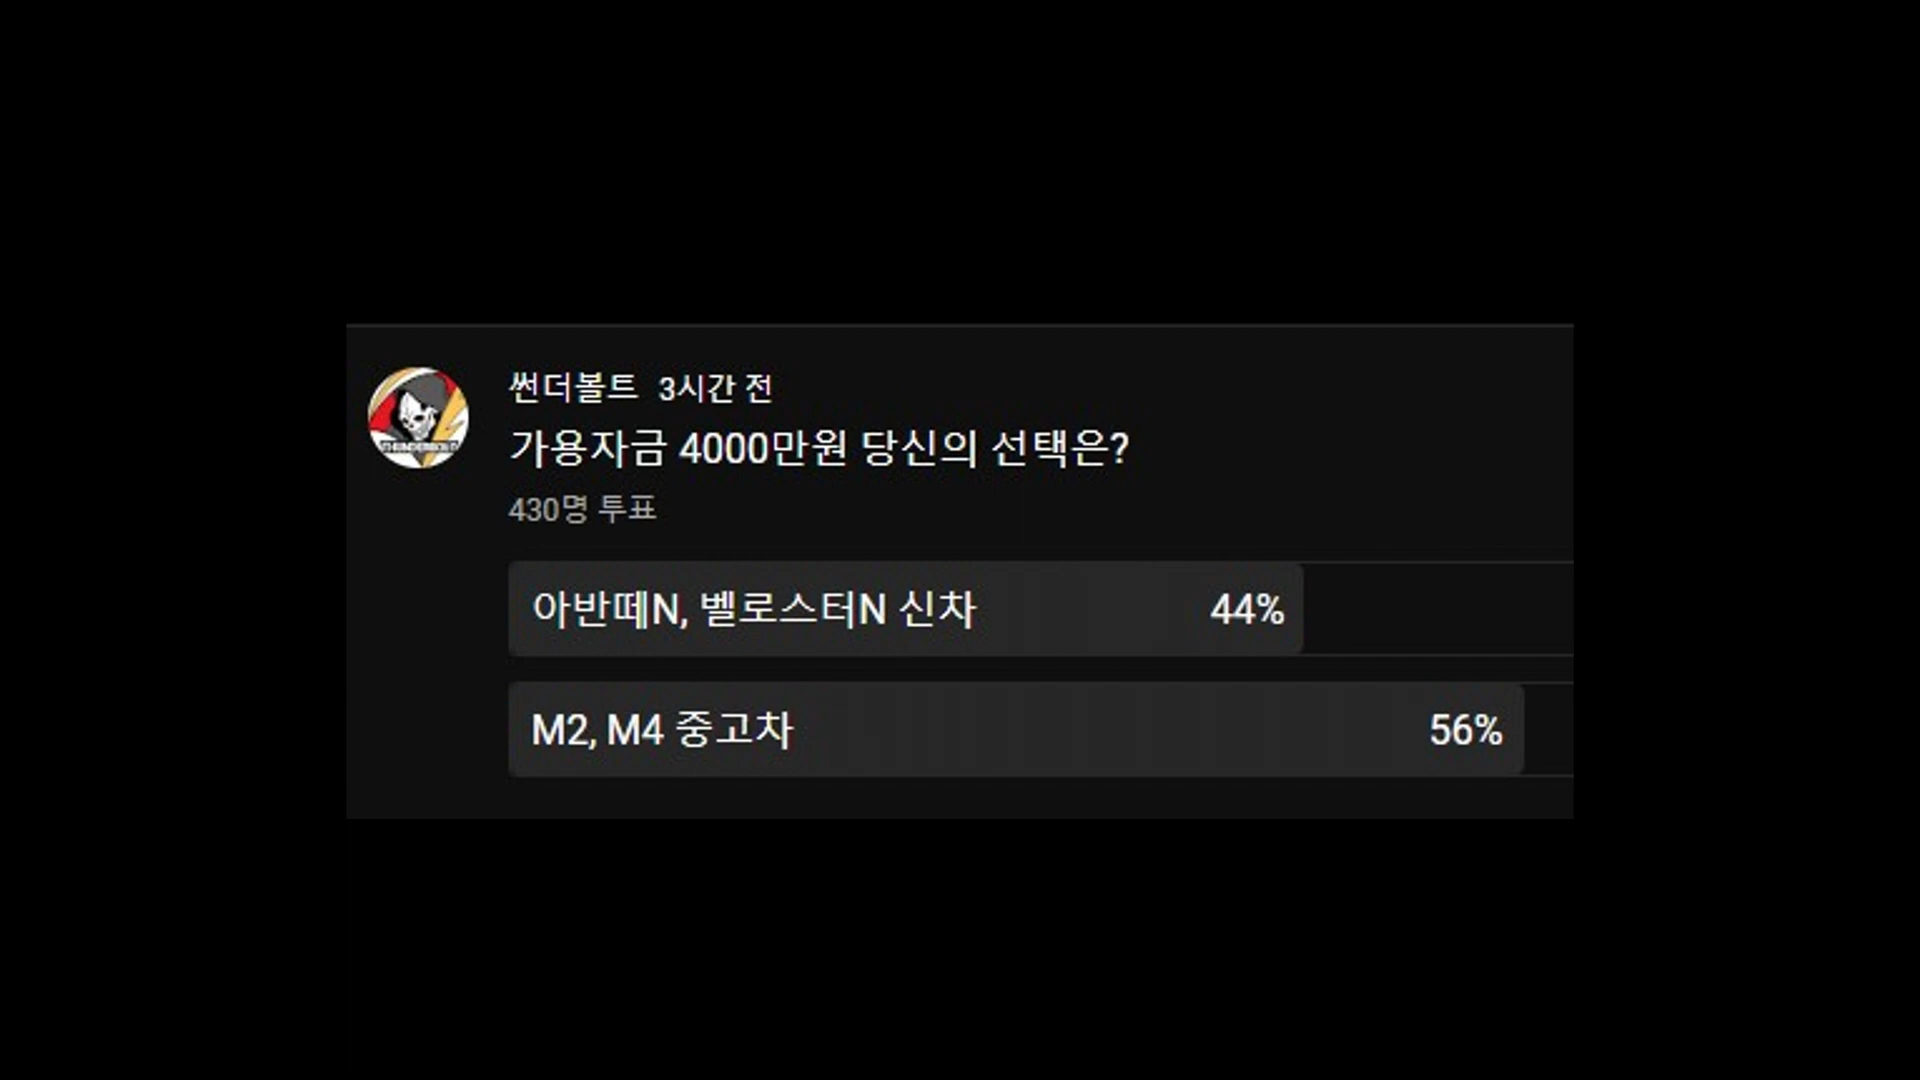 썬더볼트 3시간 전
가용자금 4000만원 당신의 선택은?
430명 투표
아반떼N, 벨로스터N 신차 44%
M2, M4 중고차 56%
THUNDERBOLT